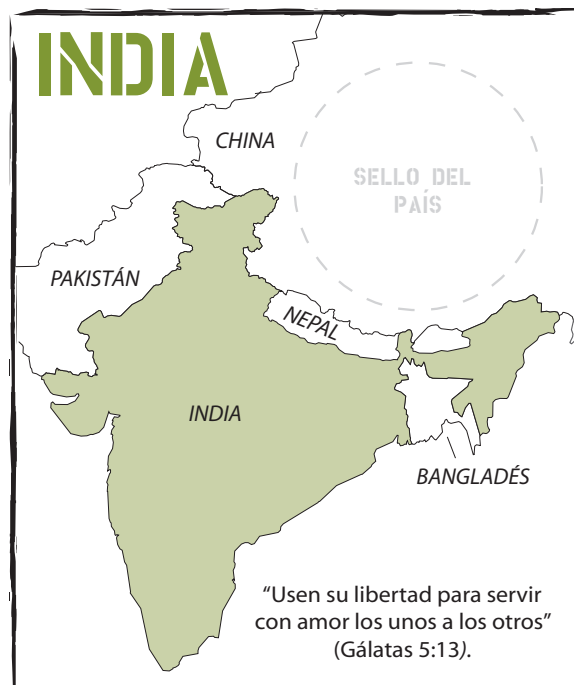 INDIA
CHINA
SELLO DEL
PAÍS
PAKISTÁN
NEPAL
INDIA
BANGLADÉS
“Usen su libertad para servir
con amor los unos a los otros”
(Gálatas 5:13).